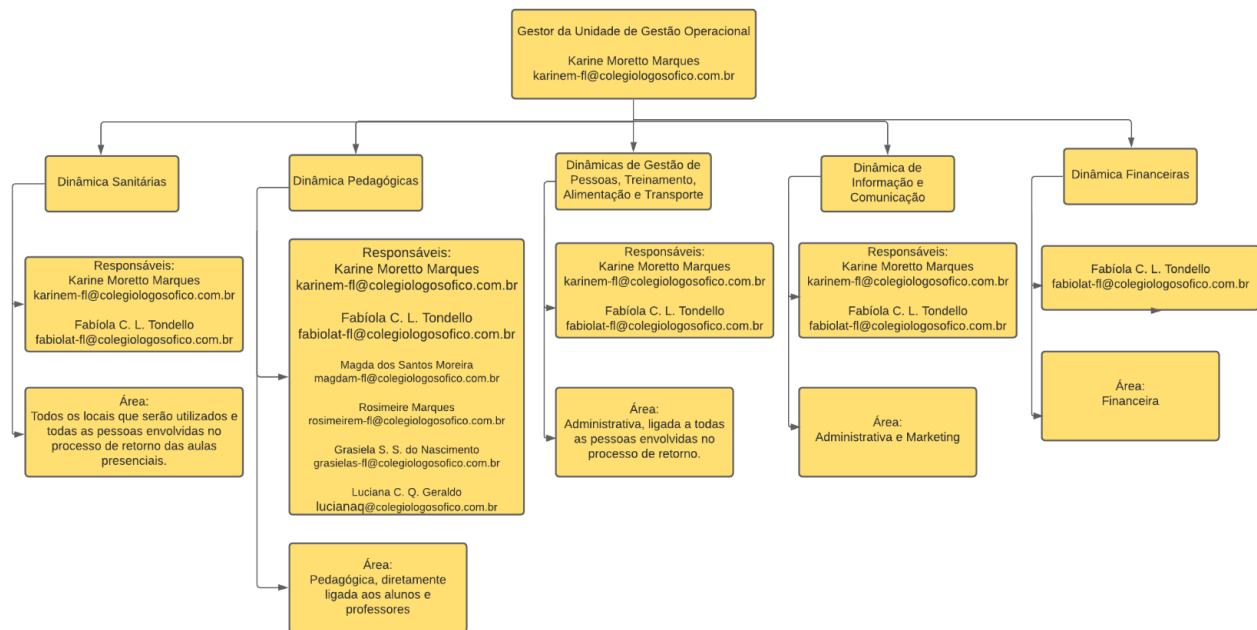 Gestor da Unidade de Gestão Operacional
Karine Moretto Marques
karinem-fl@colegiologosofico.com.br
Dinâmica Sanitárias
Dinâmica Pedagógicas
Dinâmicas de Gestão de
Pessoas, Treinamento,
Alimentação e Transporte
Dinâmica de
Informação e
Comunicação
Dinâmica Financeiras
Responsáveis:
Karine Moretto Marques
karinem-fl@colegiologosofico.com.br
Fabíola C. L. Tondello
fabiolat-fl@colegiologosofico.com.br
Área:
Todos os locais que serão utilizados e
todas as pessoas envolvidas no
processo de retorno das aulas
presenciais.
Responsáveis:
Karine Moretto Marques
karinem-fl@colegiologosofico.com.br
Fabíola C. L. Tondello
fabiolat-fl@colegiologosofico.com.br
Magda dos Santos Moreira
magdam-fl@colegiologosofico.com.br
Rosimeire Marques
rosimeirem-fl@colegiologosofico.com.br
Grasiela S. S. do Nascimento
grasielas-fl@colegiologosofico.com.br
Luciana C. Q. Geraldo
lucianaq@colegiologosofico.com.br
Área:
Pedagógica, diretamente
ligada aos alunos e
professores
Responsáveis:
Karine Moretto Marques
karinem-fl@colegiologosofico.com.br
Fabíola C. L. Tondello
fabiolat-fl@colegiologosofico.com.br
Área:
Administrativa, ligada a todas
as pessoas envolvidas no
processo de retorno.
Responsáveis:
Karine Moretto Marques
karinem-fl@colegiologosofico.com.br
Fabíola C. L. Tondello
fabiolat-fl@colegiologosofico.com.br
Área:
Administrativa e Marketing
Fabíola C. L. Tondello
fabiolat-fl@colegiologosofico.com.br
Área:
Financeira